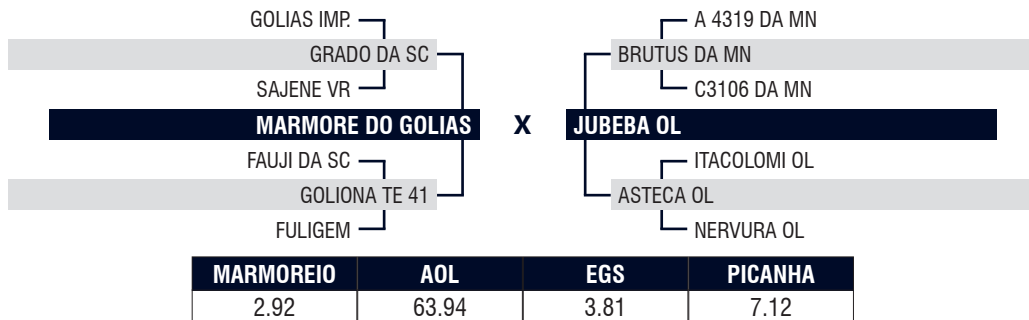 GOLIAS IMP. A 4319 DA MN
GRADO DA SC BRUTUS DA MN
SAJENE VR C3106 DA MN
MARMORE DO GOLIAS X JUBEBA OL
FAUJI DA SC ITACOLOMI OL
GOLIONA TE 41 ASTECA OL
FULIGEM NERVURA OL
MARMOREIO AOL EGS PICANHA
2.92 63.94 3.81 7.12